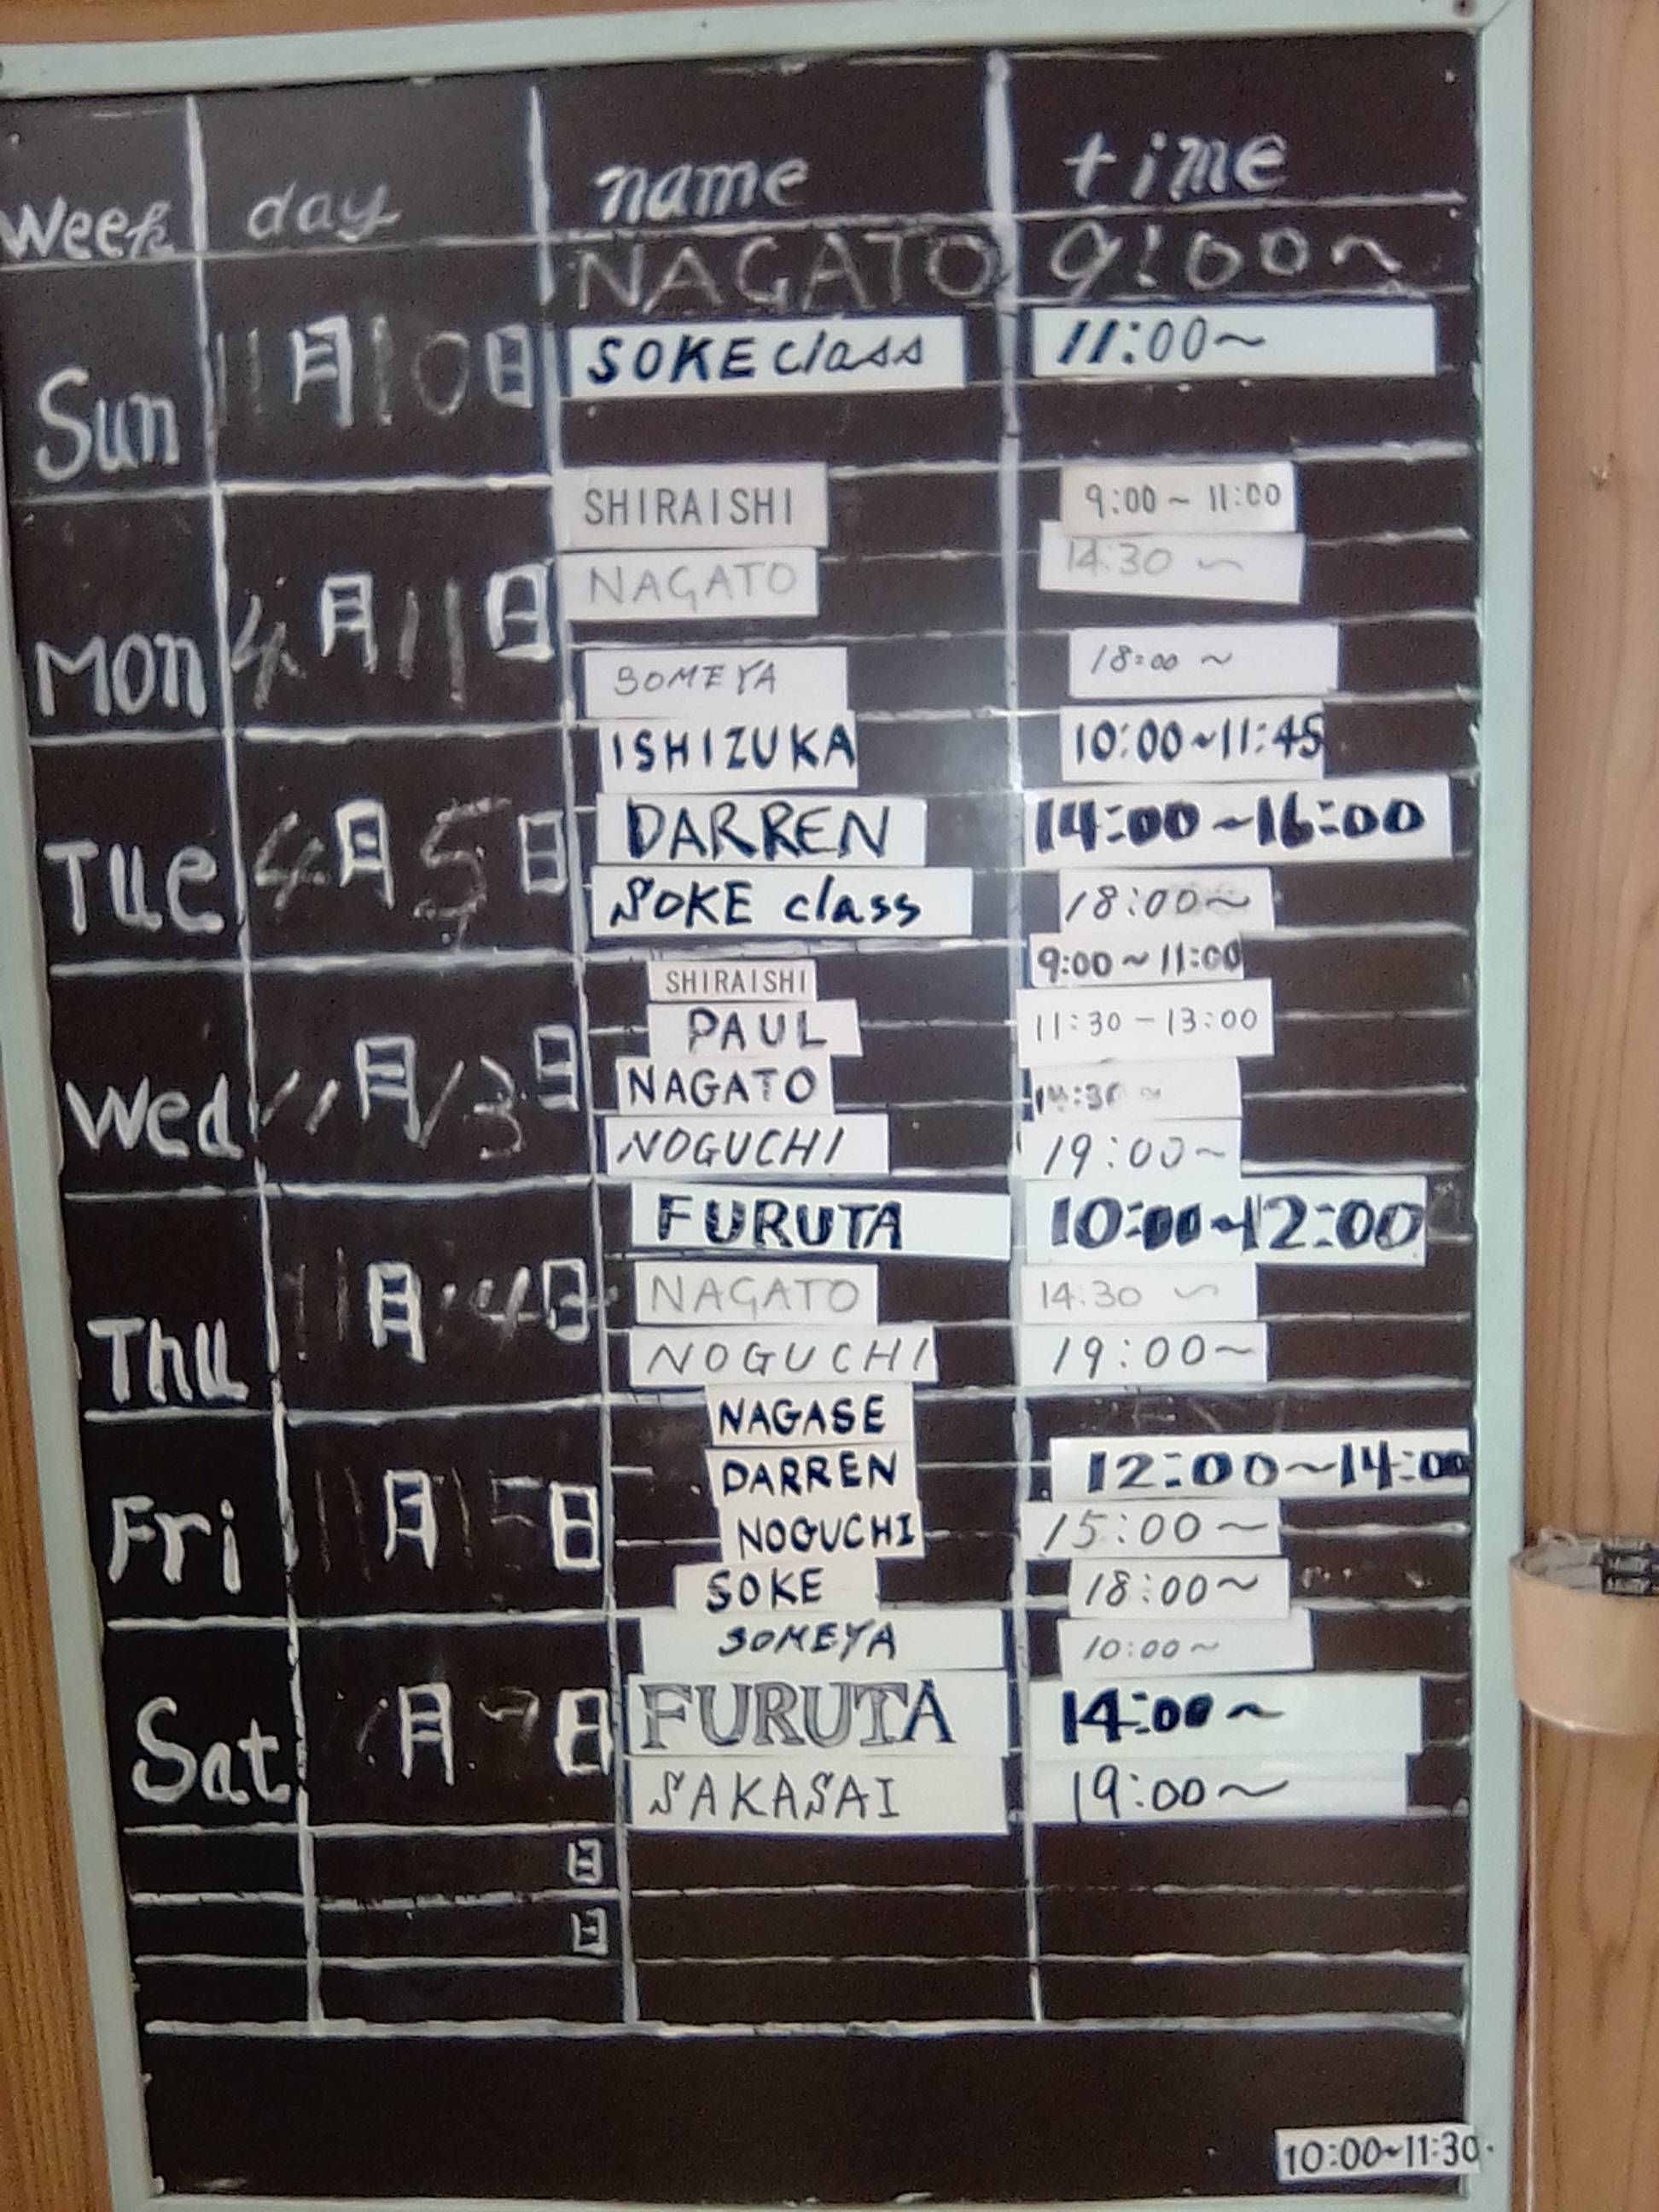 Week day name time
NAGATO 9:00~
Sun 11月10日 SOKE class 11:00~
SHIRAISHI 9:00~11:00
NAGATO 14:30 ~
Mon 4月11日
SOMEYA 18:00 ~
ISHIZUKA 10:00~11:45
Tue 4月5日 DARREN 14:00~16:00
SOKE class 18:00~
SHIRAISHI 9:00~11:00
PAUL 11:30-13:00
Wed 11月13日 NAGATO
NOGUCHI 19:00~
FURUTA 10:00~12:00
Thu 11月14日 NAGATO 14:30 ~
NOGUCHI 19:00~
NAGASE
DARREN 12:00~14:00
Fri 11月15日 NOGUCHI 15:00~
SOKE 18:00~
SOMEYA 10:00~
Sat 月 日 FURUTA 14:00~
SAKASAI 19:00~
日
日
10:00~11:30